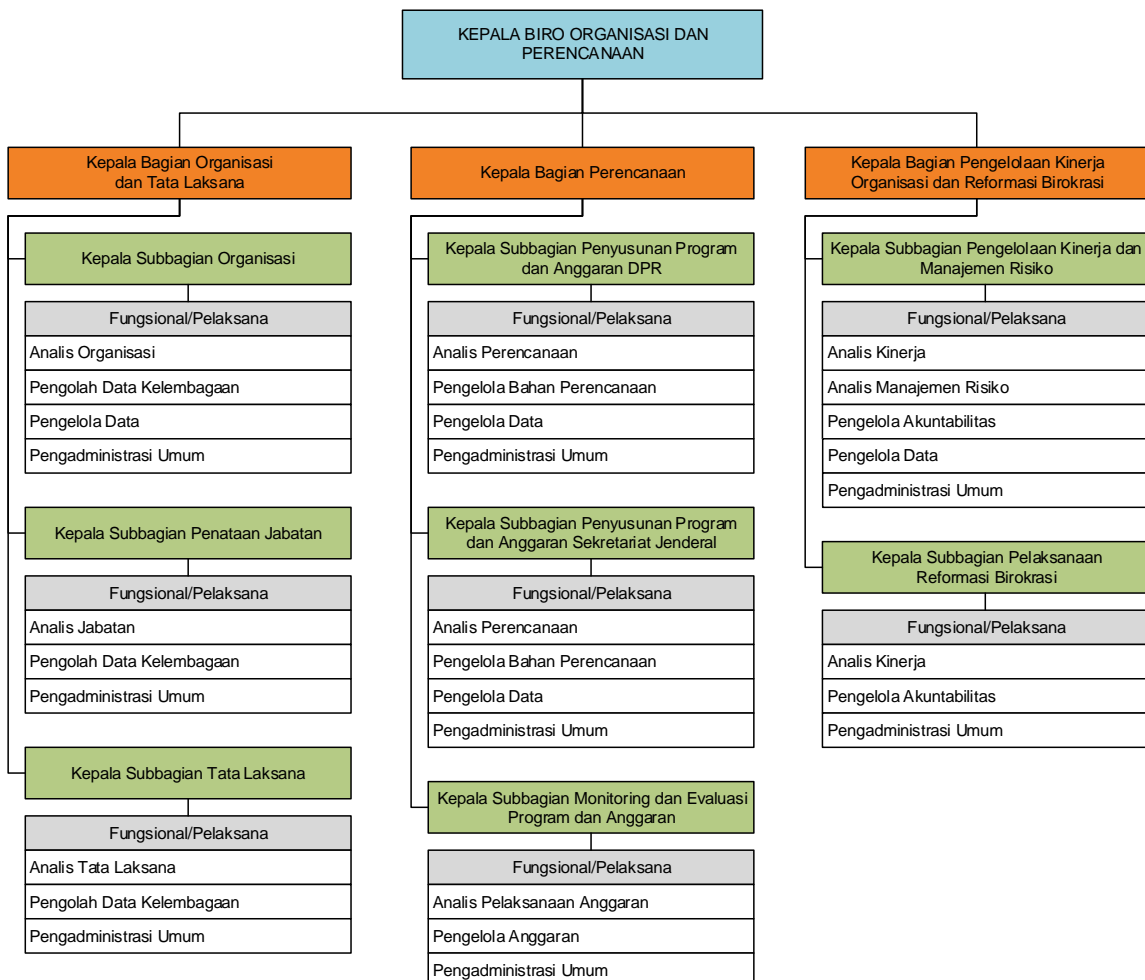 KEPALA BIRO ORGANISASI DAN
PERENCANAAN
Kepala Bagian Organisasi
dan Tata Laksana
Kepala Subbagian Organisasi
Fungsional/Pelaksana
Analis Organisasi
Pengolah Data Kelembagaan
Pengelola Data
Pengadministrasi Umum
Kepala Subbagian Penataan Jabatan
Fungsional/Pelaksana
Analis Jabatan
Pengolah Data Kelembagaan
Pengadministrasi Umum
Kepala Subbagian Tata Laksana
Fungsional/Pelaksana
Analis Tata Laksana
Pengolah Data Kelembagaan
Pengadministrasi Umum
Kepala Bagian Perencanaan
Kepala Subbagian Penyusunan Program
dan Anggaran DPR
Fungsional/Pelaksana
Analis Perencanaan
Pengelola Bahan Perencanaan
Pengelola Data
Pengadministrasi Umum
Kepala Subbagian Penyusunan Program
dan Anggaran Sekretariat Jenderal
Fungsional/Pelaksana
Analis Perencanaan
Pengelola Bahan Perencanaan
Pengelola Data
Pengadministrasi Umum
Kepala Subbagian Monitoring dan Evaluasi
Program dan Anggaran
Fungsional/Pelaksana
Analis Pelaksanaan Anggaran
Pengelola Anggaran
Pengadministrasi Umum
Kepala Bagian Pengelolaan Kinerja
Organisasi dan Reformasi Birokrasi
Kepala Subbagian Pengelolaan Kinerja dan
Manajemen Risiko
Fungsional/Pelaksana
Analis Kinerja
Analis Manajemen Risiko
Pengelola Akuntabilitas
Pengelola Data
Pengadministrasi Umum
Kepala Subbagian Pelaksanaan
Reformasi Birokrasi
Fungsional/Pelaksana
Analis Kinerja
Pengelola Akuntabilitas
Pengadministrasi Umum